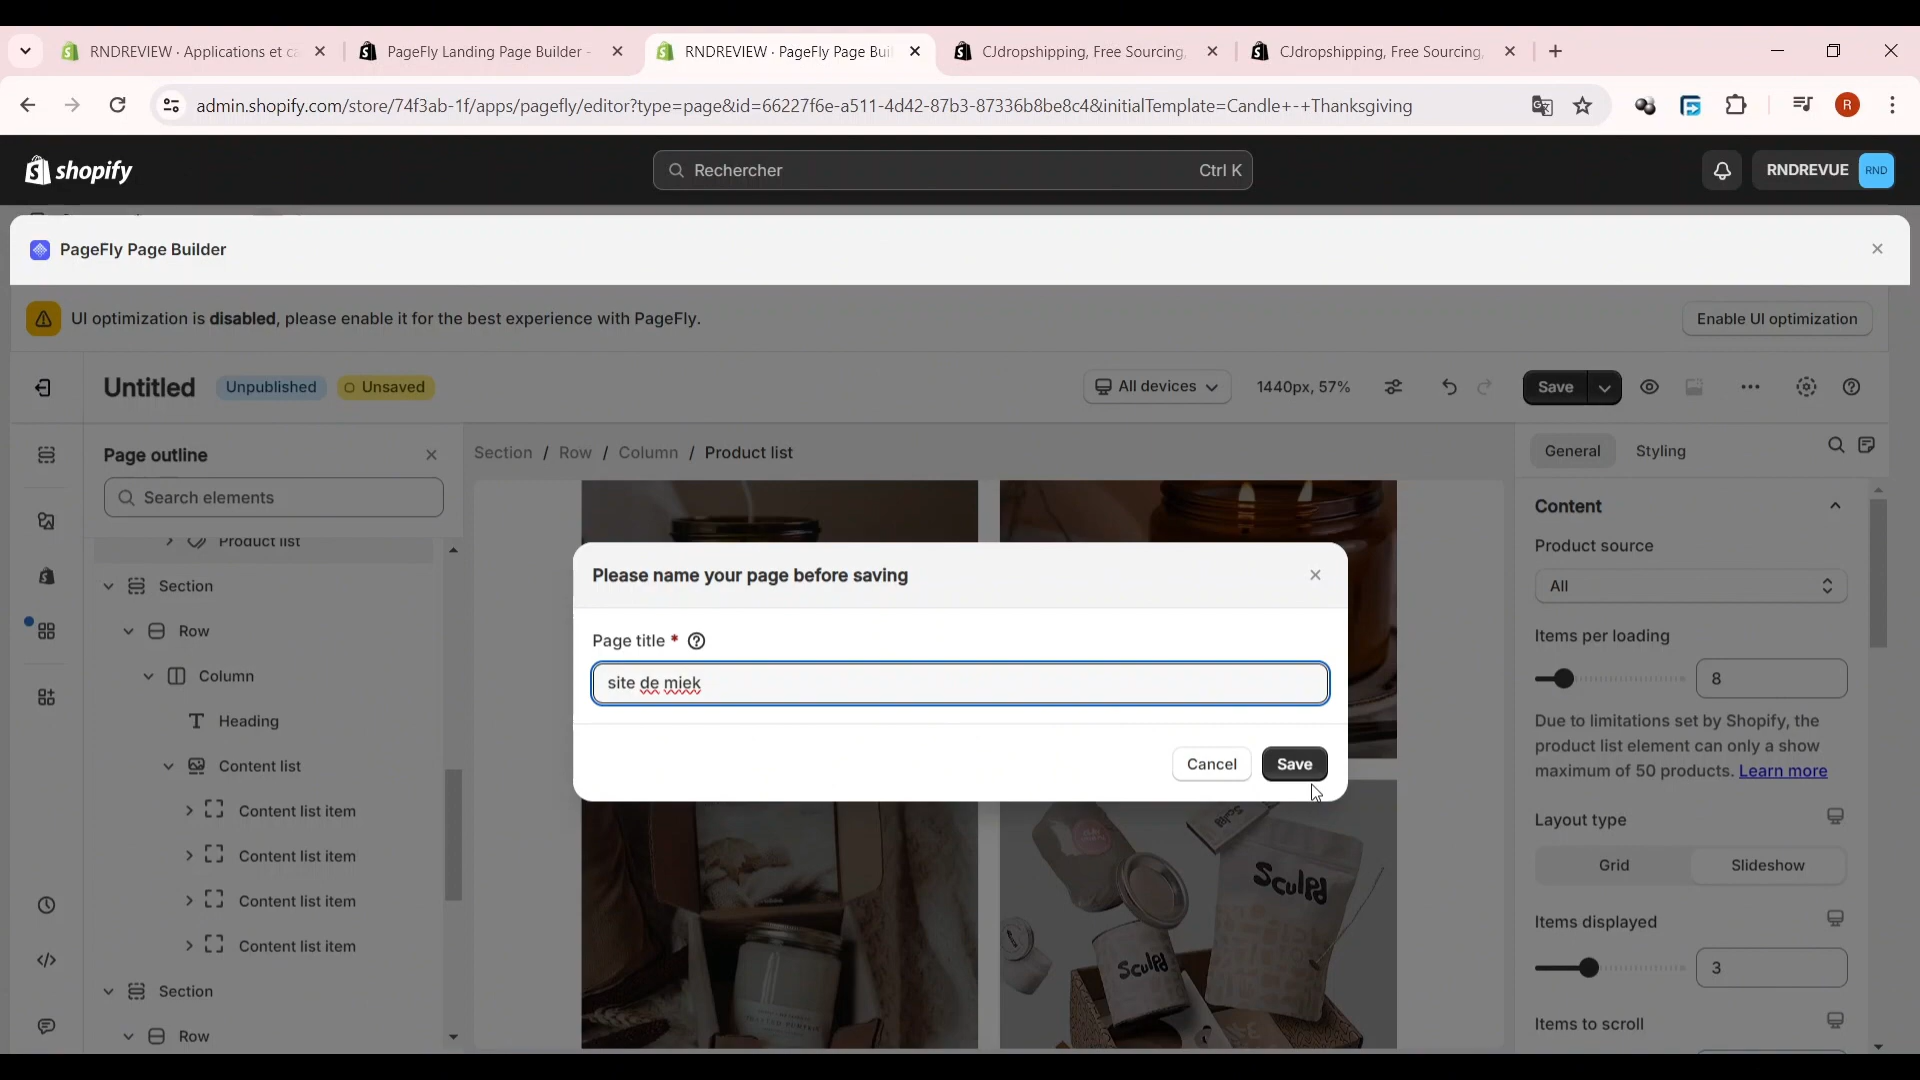 RNDREVIEW · Applications et ca
PageFly Landing Page Builder -
RNDREVIEW · PageFly Page Buil
CJdropshipping, Free Sourcing,
CJdropshipping, Free Sourcing,
admin.shopify.com/store/74f3ab-1f/apps/pagefly/editor?type=page&id=66227f6e-a511-4d42-87b3-87336b8be8c4&initialTemplate=Candle+-+Thanksgiving
R
shopify
Rechercher
Ctrl K
RNDREVUE
RND
PageFly Page Builder
UI optimization is disabled, please enable it for the best experience with PageFly.
Enable UI optimization
Untitled
Unpublished
Unsaved
All devices
1440px, 57%
Save
Page outline
Search elements
Product list
Section
Row
Column
Heading
Content list
Content list item
Content list item
Content list item
Content list item
Section
Row
Section / Row / Column / Product list
Please name your page before saving
Page title *
site de miek
Cancel
Save
Sculpd
Sculpd
Sculpd
General
Styling
Content
Product source
All
Items per loading
8
Due to limitations set by Shopify, the
product list element can only a show
maximum of 50 products. Learn more
Layout type
Grid
Slideshow
Items displayed
3
Items to scroll